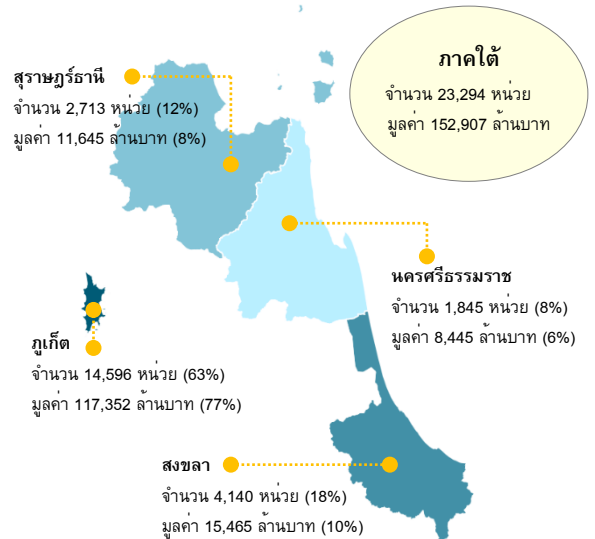 ภาคใต้
จำนวน 23,294 หน่วย
มูลค่า 152,907 ล้านบาท
สุราษฎร์ธานี
จำนวน 2,713 หน่วย (12%)
มูลค่า 11,645 ล้านบาท (8%)
นครศรีธรรมราช
จำนวน 1,845 หน่วย (8%)
มูลค่า 8,445 ล้านบาท (6%)
ภูเก็ต
จำนวน 14,596 หน่วย (63%)
มูลค่า 117,352 ล้านบาท (77%)
สงขลา
จำนวน 4,140 หน่วย (18%)
มูลค่า 15,465 ล้านบาท (10%)